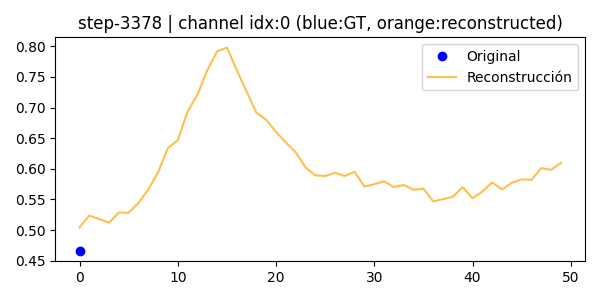 step-3378 | channel idx:0 (blue:GT, orange:reconstructed)
Original
Reconstrucción
0.80
0.75
0.70
0.65
0.60
0.55
0.50
0.45
0 10 20 30 40 50